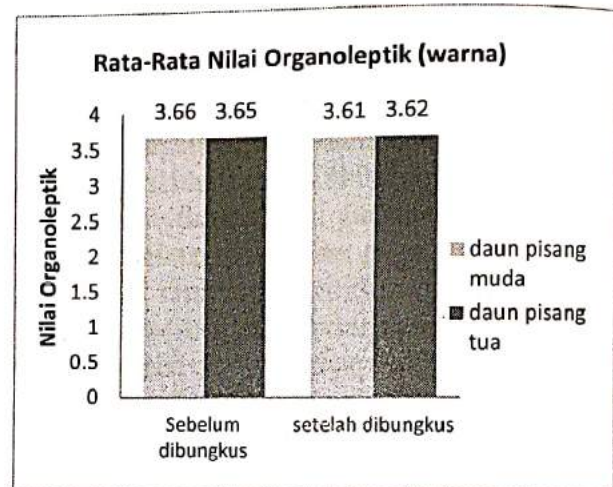 Rata-Rata Nilai Organoleptik (warna)
4
3.5
3
2.5
2
1.5
1
0.5
0
Nilai Organoleptik
3.66 3.65 3.61 3.62
Sebelum
dibungkus
setelah dibungkus
daun pisang
muda
daun pisang
tua